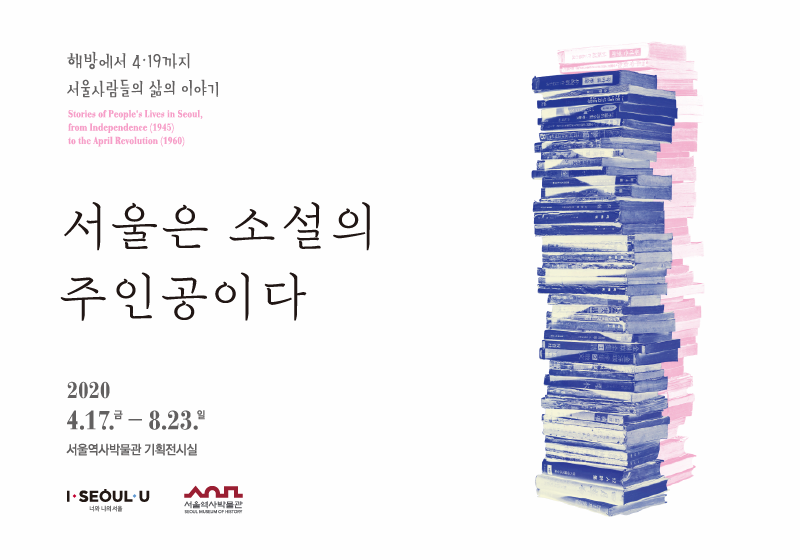 해방에서 4·19까지
서울사람들의 삶의 이야기
Stories of People's Lives in Seoul,
from Independence (1945)
to the April Revolution (1960)
서울은 소설의
주인공이다
2020
4.17.금 – 8.23.일
서울역사박물관 기획전시실
I·SEOUL·U
너와 나의 서울
서울역사박물관
SEOUL MUSEUM OF HISTORY